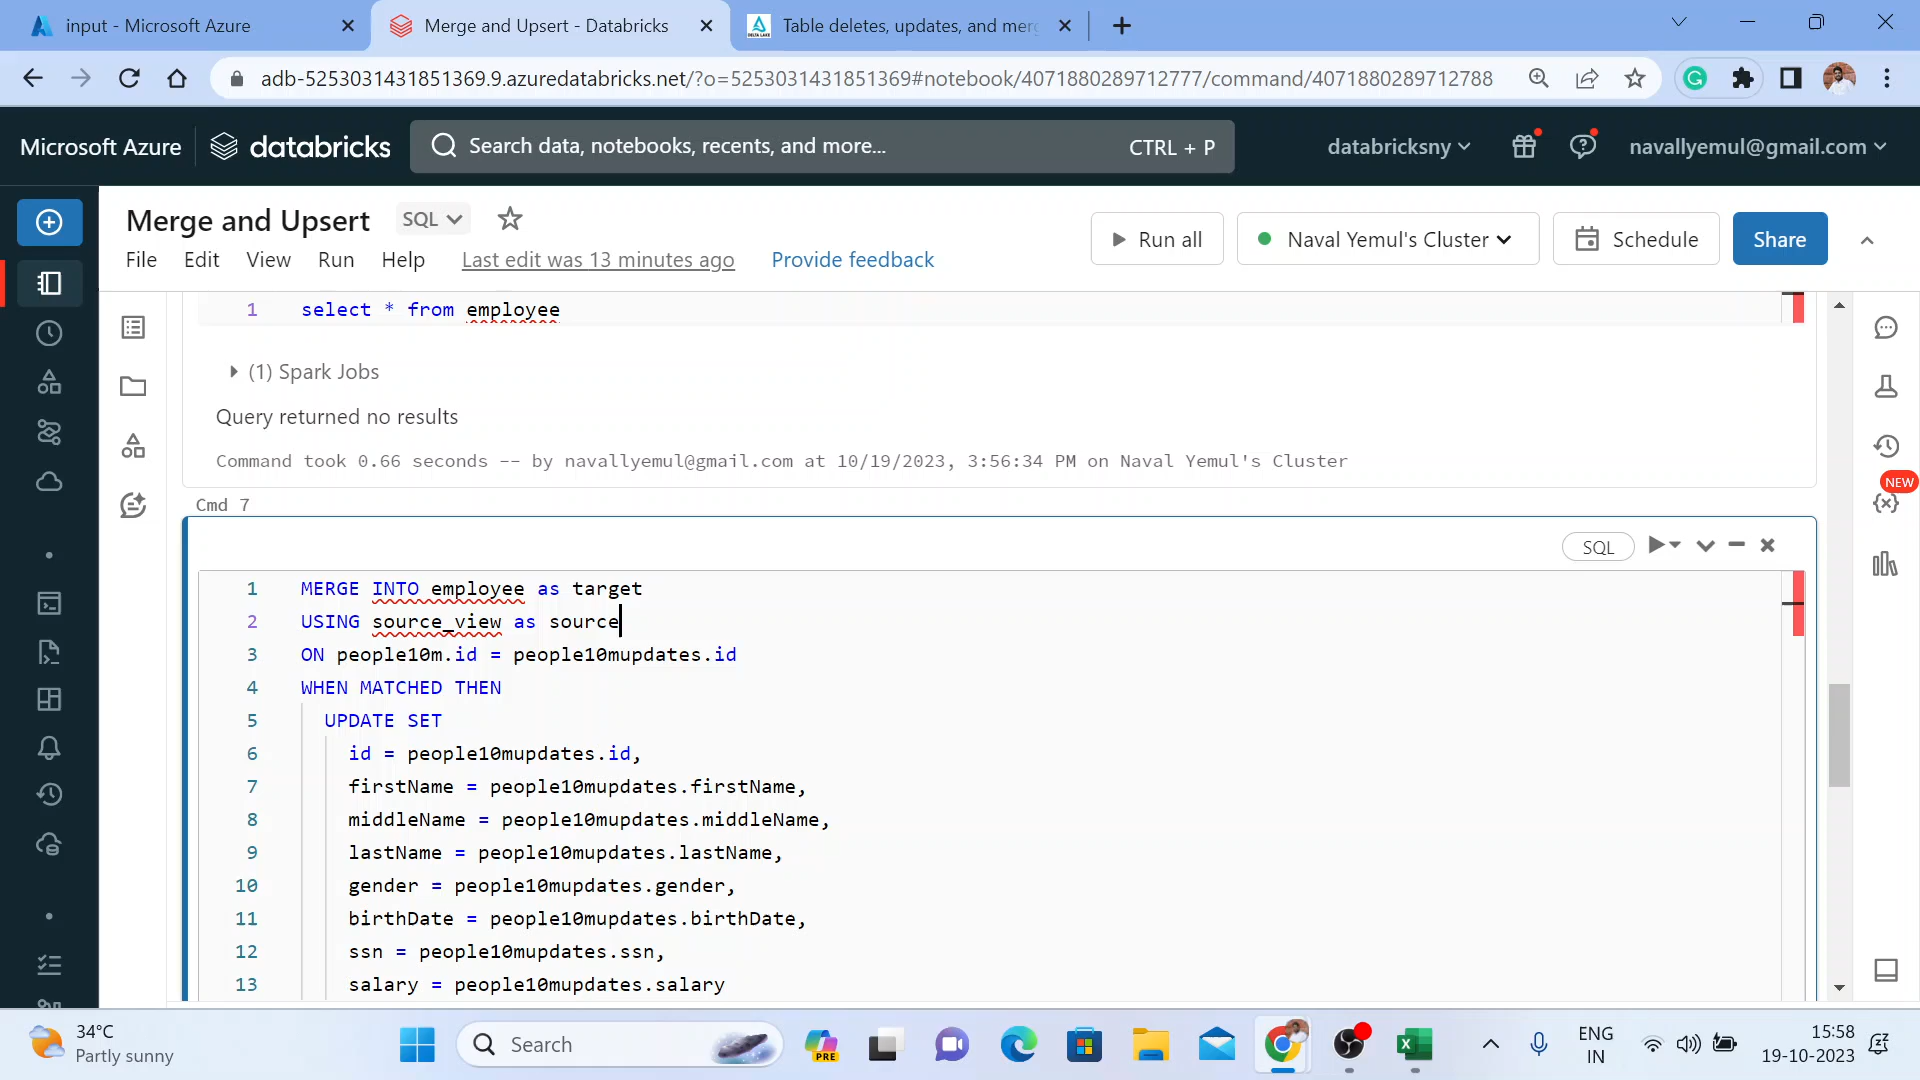 input - Microsoft Azure
Merge and Upsert - Databricks
Table deletes, updates, and mer
adb-5253031431851369.9.azuredatabricks.net/?o=5253031431851369#notebook/4071880289712777/command/4071880289712788
Microsoft Azure
databricks
Search data, notebooks, recents, and more...
CTRL + P
databricksny
navallyemul@gmail.com
Merge and Upsert
SQL
Run all
Naval Yemul's Cluster
Schedule
Share
File Edit View Run Help
Last edit was 13 minutes ago
Provide feedback
1 select * from employee
(1) Spark Jobs
Query returned no results
Command took 0.66 seconds -- by navallyemul@gmail.com at 10/19/2023, 3:56:34 PM on Naval Yemul's Cluster
NEW
Cmd 7
SQL
1 MERGE INTO employee as target
2 USING source_view as source
3 ON people10m.id = people10mupdates.id
4 WHEN MATCHED THEN
5 UPDATE SET
6 id = people10mupdates.id,
7 firstName = people10mupdates.firstName,
8 middleName = people10mupdates.middleName,
9 lastName = people10mupdates.lastName,
10 gender = people10mupdates.gender,
11 birthDate = people10mupdates.birthDate,
12 ssn = people10mupdates.ssn,
13 salary = people10mupdates.salary
34°C
Partly sunny
Search
PRE
ENG
IN
15:58
19-10-2023